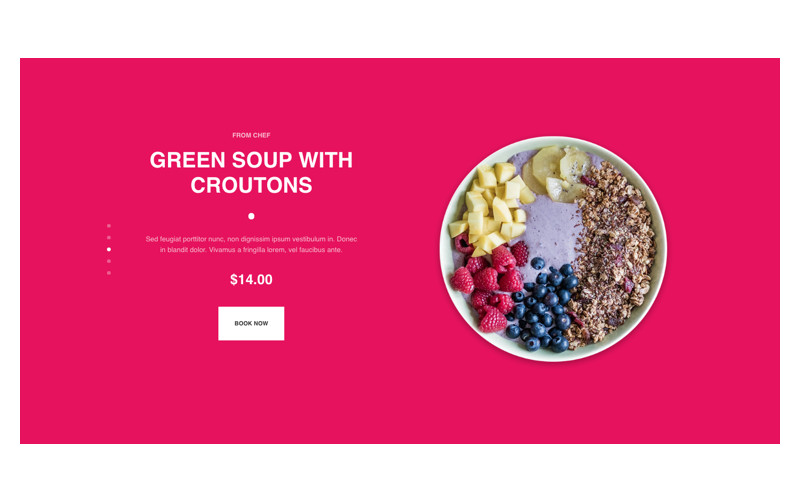 FROM CHEF
GREEN SOUP WITH
CROUTONS
Sed feugiat porttitor nunc, non dignissim ipsum vestibulum in. Donec
in blandit dolor. Vivamus a fringilla lorem, vel faucibus ante.
$14.00
BOOK NOW